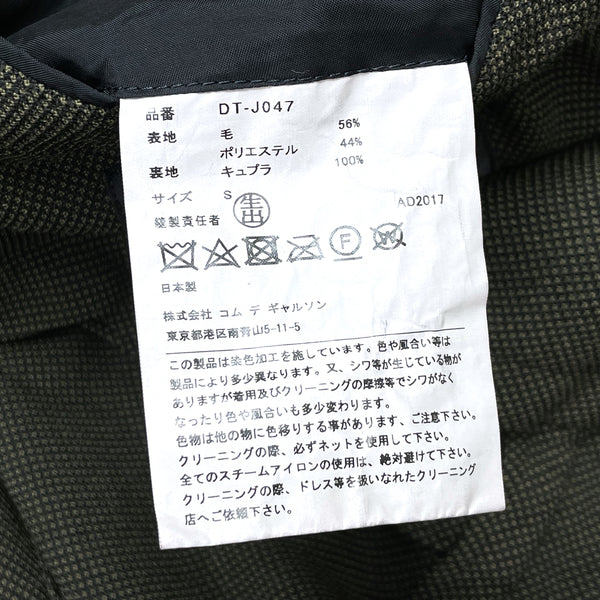 品番 DT-J047
表地 毛 56%
ポリエステル 44%
裏地 キュプラ 100%
サイズ S
縫製責任者 生出 AD2017
F W
日本製
株式会社 コム デ ギャルソン
東京都港区南青山5-11-5
この製品は染色加工を施しています。色や風合い等は
製品により多少異なります。又、シワ等が生じている物が
ありますが着用及びクリーニングの摩擦等でシワがなく
なったり色や風合いも多少変わります。
色物は他の物に色移りする事があります、ご注意下さい。
クリーニングの際、必ずネットを使用して下さい。
全てのスチームアイロンの使用は、絶対避けて下さい。
クリーニングの際、ドレス等を扱いなれたクリーニング
店へご依頼下さい。